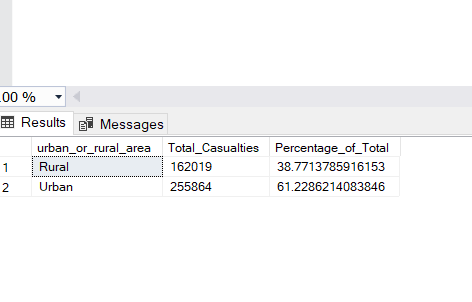 .00 %
Results Messages
urban_or_rural_area Total_Casualties Percentage_of_Total
1 Rural 162019 38.7713785916153
2 Urban 255864 61.2286214083846